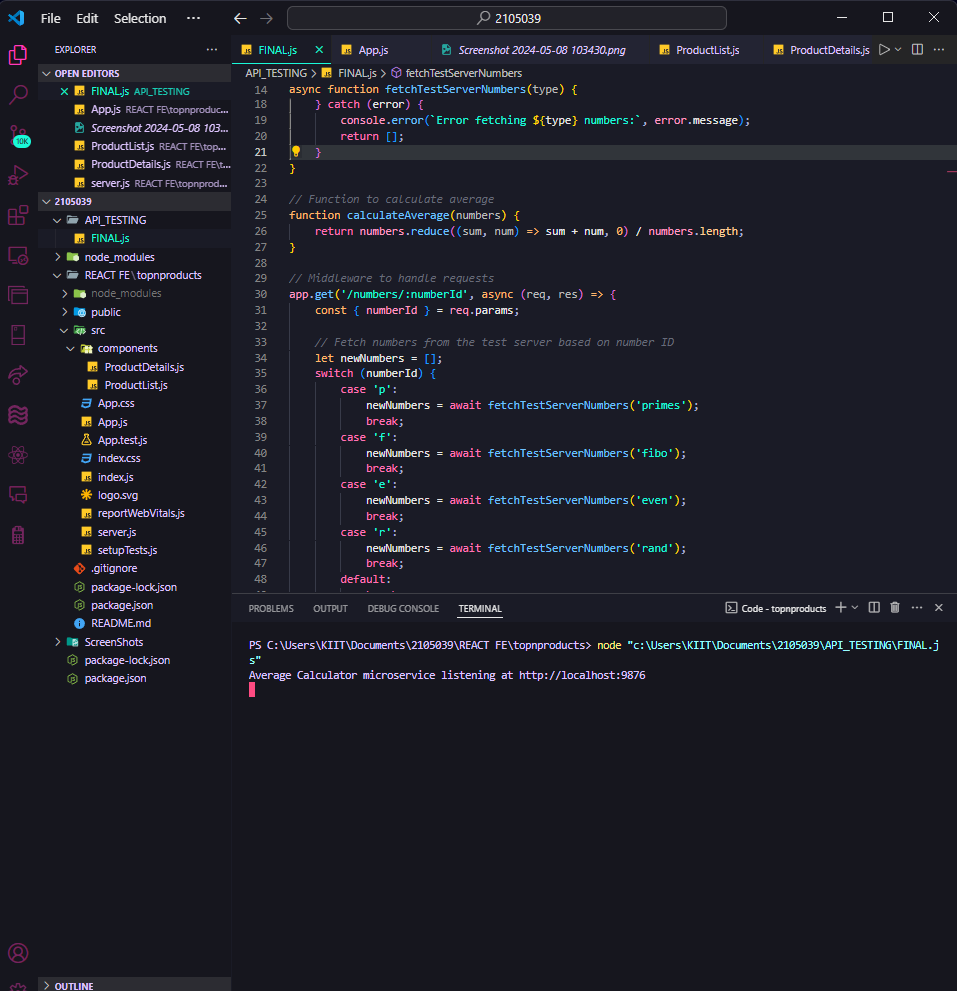 File Edit Selection ··· 2105039
EXPLORER ···
OPEN EDITORS
FINAL.js API_TESTING
App.js REACT FE\topnproduc...
Screenshot 2024-05-08 103...
ProductList.js REACT FE\top...
ProductDetails.js REACT FE\t...
server.js REACT FE\topnprod...
2105039
API_TESTING
FINAL.js
node_modules
REACT FE\topnproducts
node_modules
public
src
components
ProductDetails.js
ProductList.js
App.css
App.js
App.test.js
index.css
index.js
logo.svg
reportWebVitals.js
server.js
setupTests.js
.gitignore
package-lock.json
package.json
README.md
ScreenShots
package-lock.json
package.json
OUTLINE
10K
FINAL.js App.js Screenshot 2024-05-08 103430.png ProductList.js ProductDetails.js
API_TESTING > FINAL.js > fetchTestServerNumbers
14 async function fetchTestServerNumbers(type) {
18 } catch (error) {
19 console.error(`Error fetching ${type} numbers:`, error.message);
20 return [];
21 }
22 }
23
24 // Function to calculate average
25 function calculateAverage(numbers) {
26 return numbers.reduce((sum, num) => sum + num, 0) / numbers.length;
27 }
28
29 // Middleware to handle requests
30 app.get('/numbers/:numberId', async (req, res) => {
31 const { numberId } = req.params;
32
33 // Fetch numbers from the test server based on number ID
34 let newNumbers = [];
35 switch (numberId) {
36 case 'p':
37 newNumbers = await fetchTestServerNumbers('primes');
38 break;
39 case 'f':
40 newNumbers = await fetchTestServerNumbers('fibo');
41 break;
42 case 'e':
43 newNumbers = await fetchTestServerNumbers('even');
44 break;
45 case 'r':
46 newNumbers = await fetchTestServerNumbers('rand');
47 break;
48 default:
PROBLEMS OUTPUT DEBUG CONSOLE TERMINAL Code - topnproducts
PS C:\Users\KIIT\Documents\2105039\REACT FE\topnproducts> node "c:\Users\KIIT\Documents\2105039\API_TESTING\FINAL.j
s"
Average Calculator microservice listening at http://localhost:9876